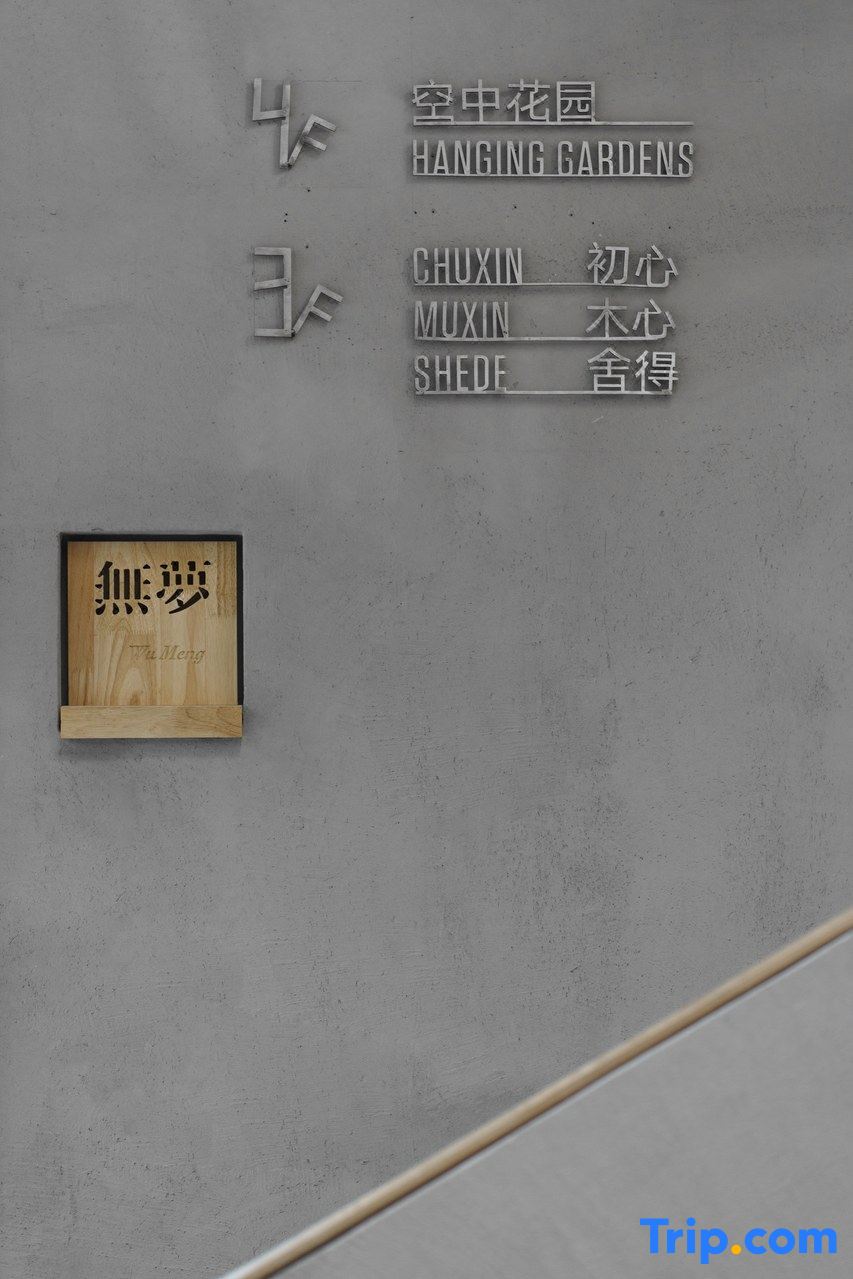 4F
空中花园
HANGING GARDENS
3F
CHUXIN 初心
MUXIN 木心
SHEDE 舍得
無夢
Wu Meng
Trip.com